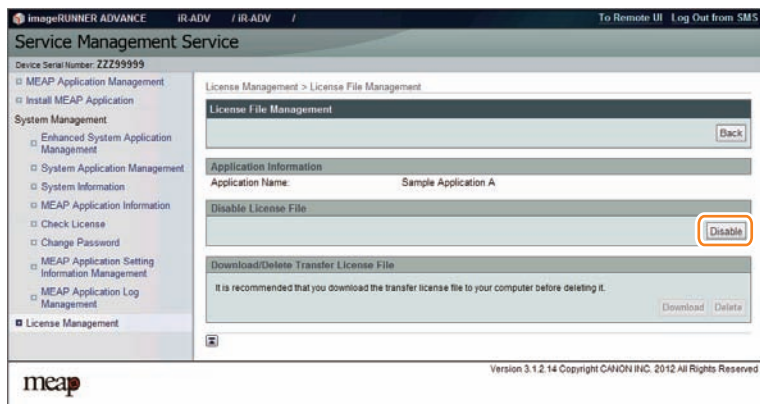 imageRUNNER ADVANCE iR-ADV / iR-ADV / To Remote UI Log Out from SMS
Service Management Service
Device Serial Number: ZZZ99999
MEAP Application Management
Install MEAP Application
System Management
Enhanced System Application
Management
System Application Management
System Information
MEAP Application Information
Check License
Change Password
MEAP Application Setting
Information Management
MEAP Application Log
Management
License Management
License Management > License File Management
License File Management
Back
Application Information
Application Name: Sample Application A
Disable License File
Disable
Download/Delete Transfer License File
It is recommended that you download the transfer license file to your computer before deleting it.
Download Delete
Version 3.1.2.14 Copyright CANON INC. 2012 All Rights Reserved
meap